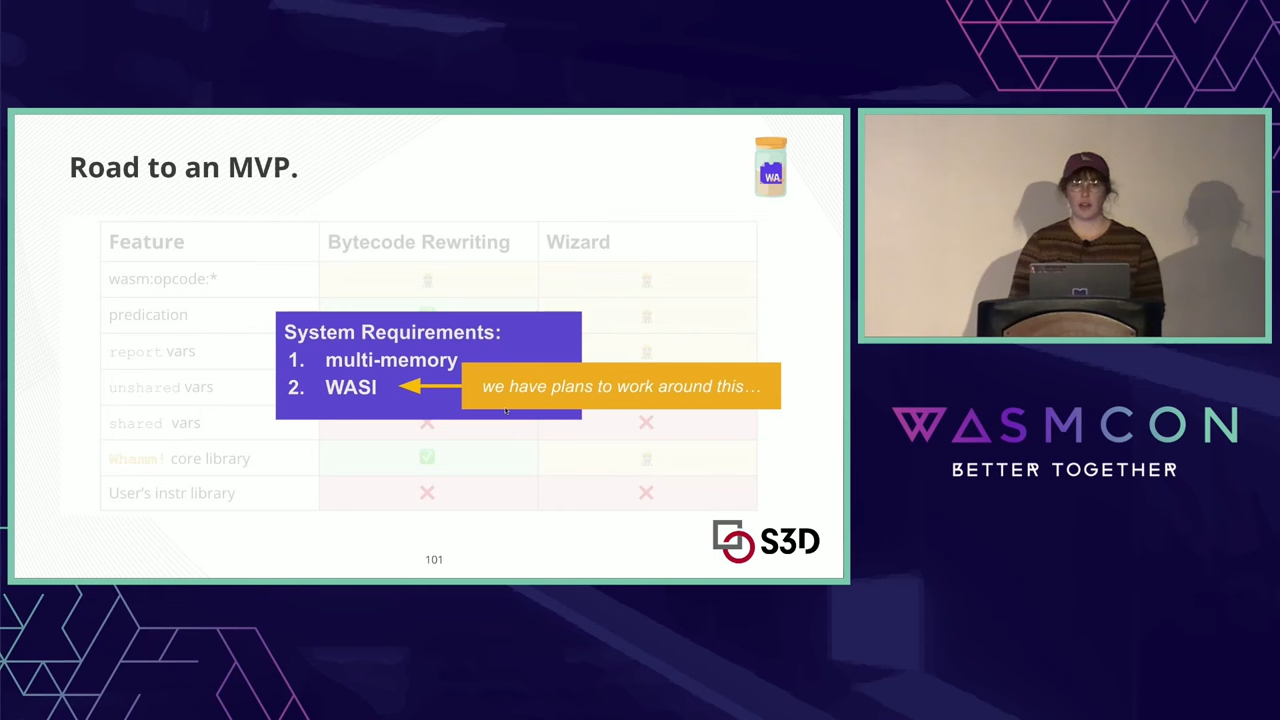 Road to an MVP.
WA
Feature Bytecode Rewriting Wizard
wasm:opcode:*
predication
report vars
unshared vars
shared vars
Whamm! core library
User's instr library
System Requirements:
1. multi-memory
2. WASI
we have plans to work around this...
S3D
101
WASMCON
BETTER TOGETHER